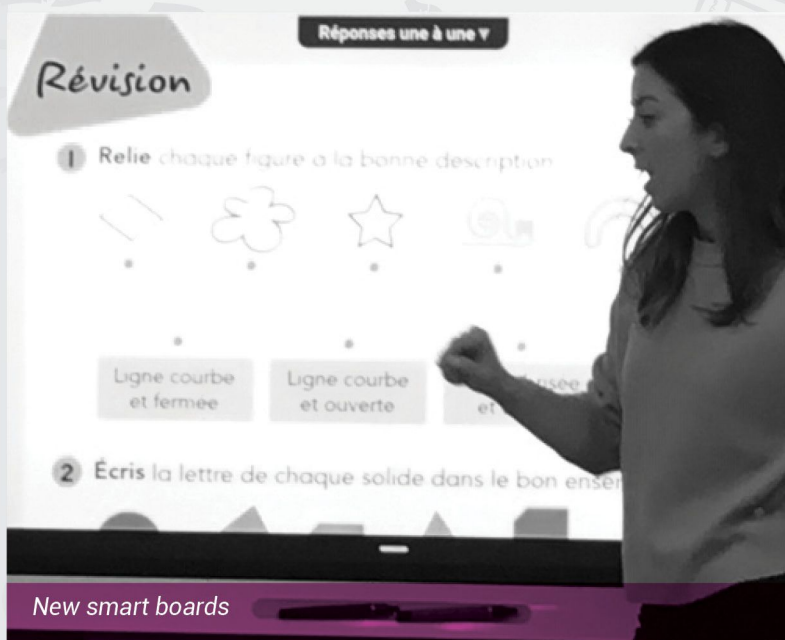 Réponses une à une ▼
Révision
1 Relie chaque figure à la bonne description
Ligne courbe
et fermée
Ligne courbe
et ouverte
et
2 Écris la lettre de chaque solide dans le bon
New smart boards